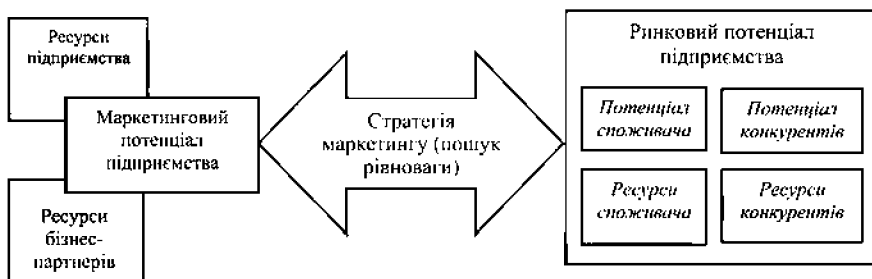 Ресурси
підприємства
Маркетинговий
потенціал
підприємства
Ресурси
бізнес-
партнерів
Стратегія
маркетингу (пошук
рівноваги)
Ринковий потенціал
підприємства
Потенціал
споживача
Потенціал
конкурентів
Ресурси
споживача
Ресурси
конкурентів